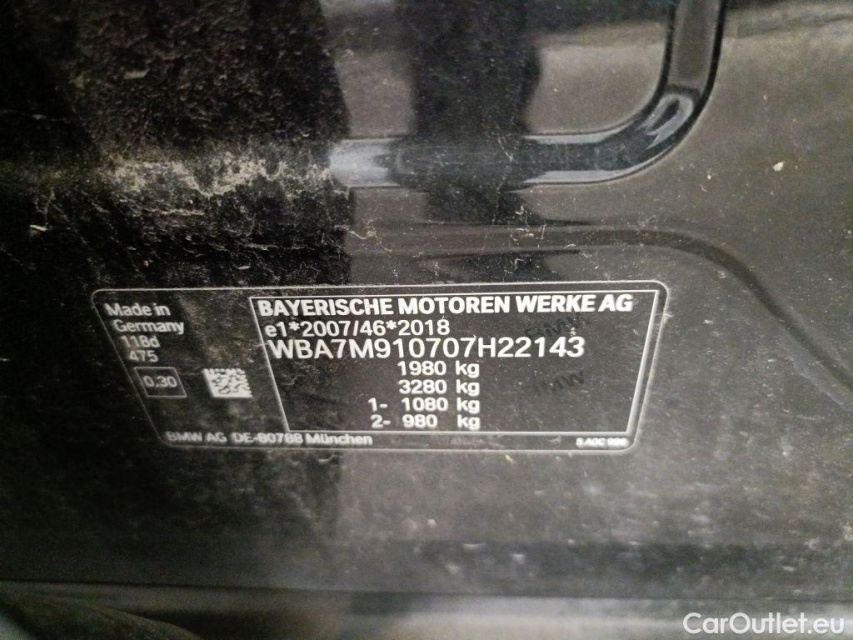 Made in
Germany
118d
475
0.30
BAYERISCHE MOTOREN WERKE AG
e1*2007/46*2018
WBA7M910707H22143
1980 kg
3280 kg
1- 1080 kg
2- 980 kg
BMW AG DE-80788 München
CarOutlet.eu